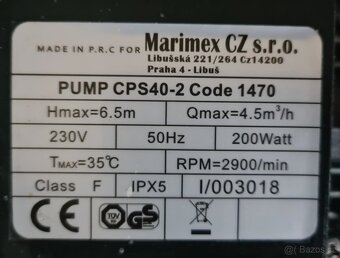 MADE IN P.R.C FOR Marimex CZ s.r.o.
Libušská 221/264 Cz14200
Praha 4 - Libuš
PUMP CPS40-2 Code 1470
Hmax=6.5m Qmax=4.5m³/h
230V 50Hz 200Watt
TMAX=35℃ RPM=2900/min
Class F IPX5 I/003018
CE TÜV GS
Bazoš